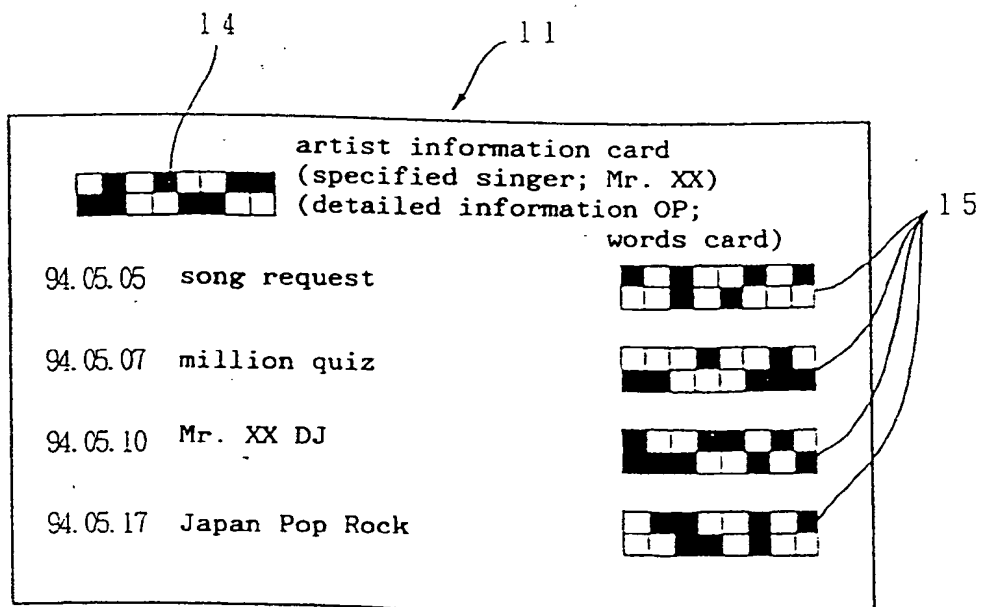 14
11
artist information card
(specified singer; Mr. XX)
(detailed information OP;
words card)
15
94.05.05 song request
94.05.07 million quiz
94.05.10 Mr. XX DJ
94.05.17 Japan Pop Rock